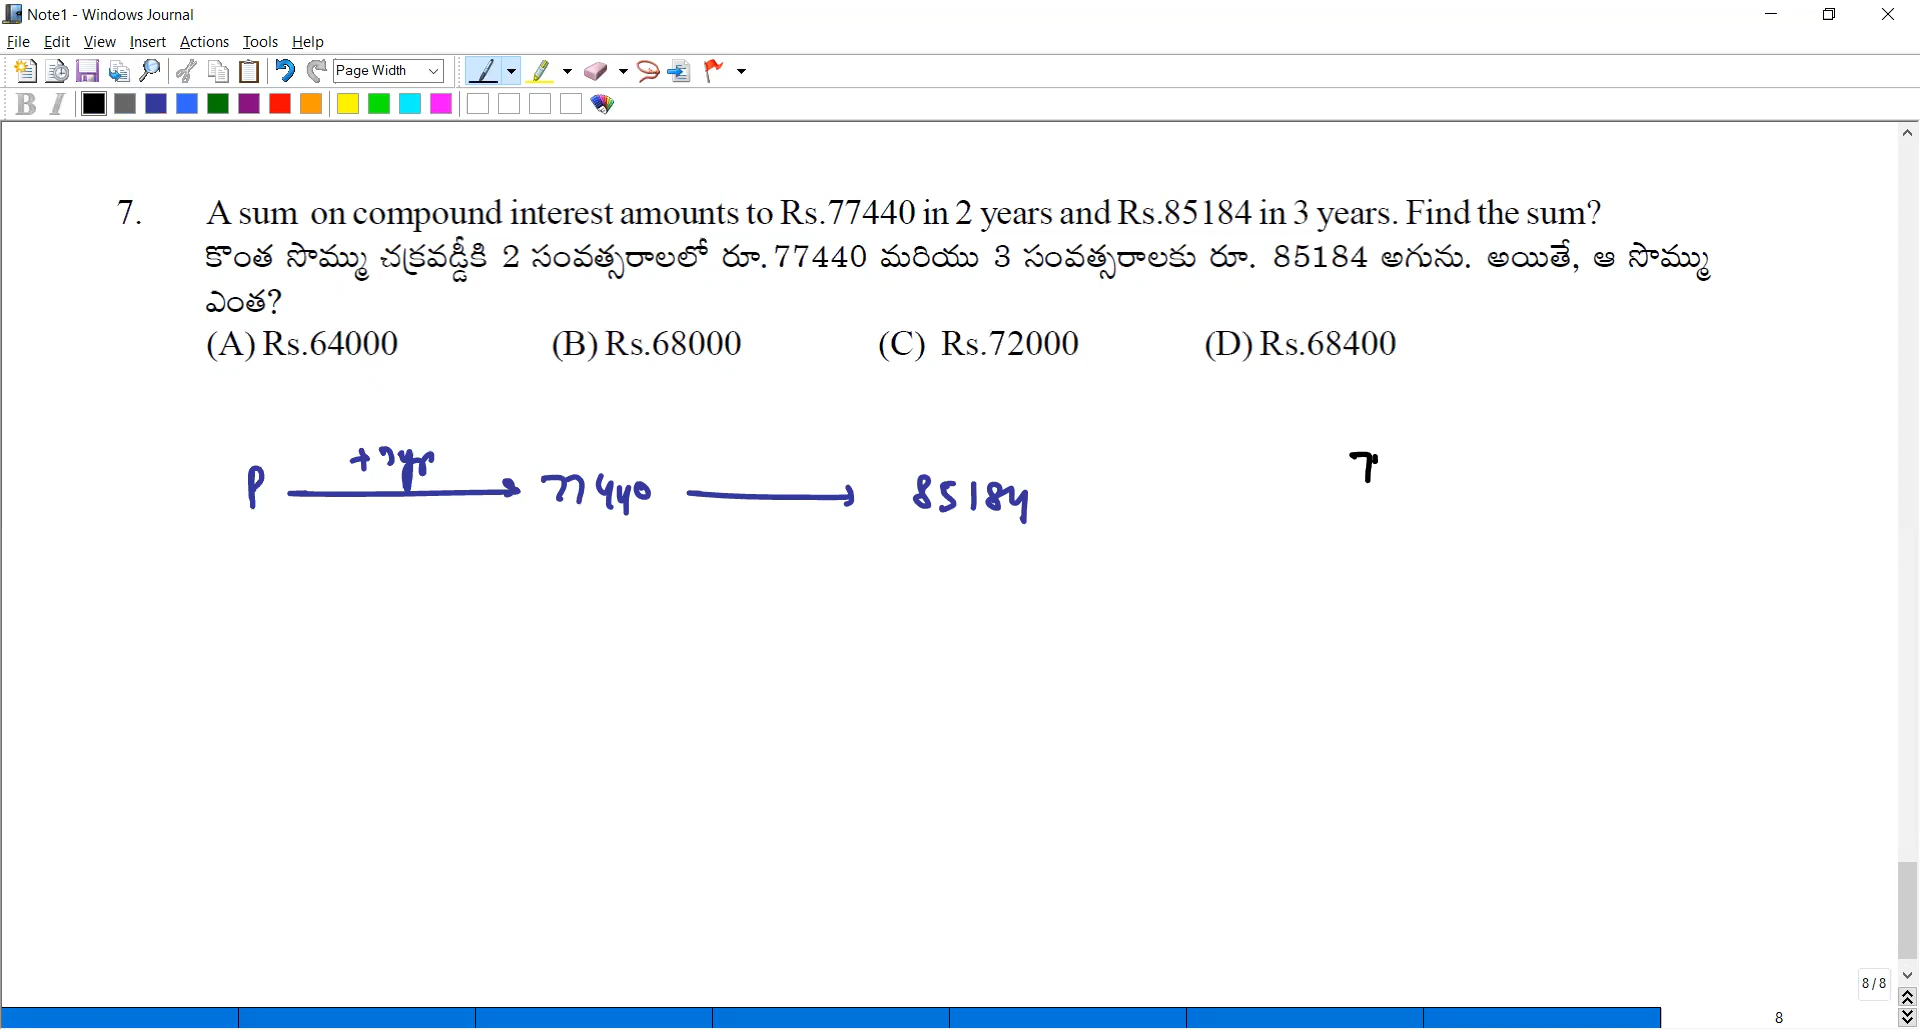 Note1 - Windows Journal
File Edit View Insert Actions Tools Help
Page Width
B I
7. A sum on compound interest amounts to Rs.77440 in 2 years and Rs.85184 in 3 years. Find the sum?
కొంత సొమ్ము చక్రవడ్డీకి 2 సంవత్సరాలలో రూ. 77440 మరియు 3 సంవత్సరాలకు రూ. 85184 అగును. అయితే, ఆ సొమ్ము
ఎంత?
(A) Rs.64000 (B) Rs.68000 (C) Rs.72000 (D) Rs.68400
P 77440 85184
7
8 / 8
8